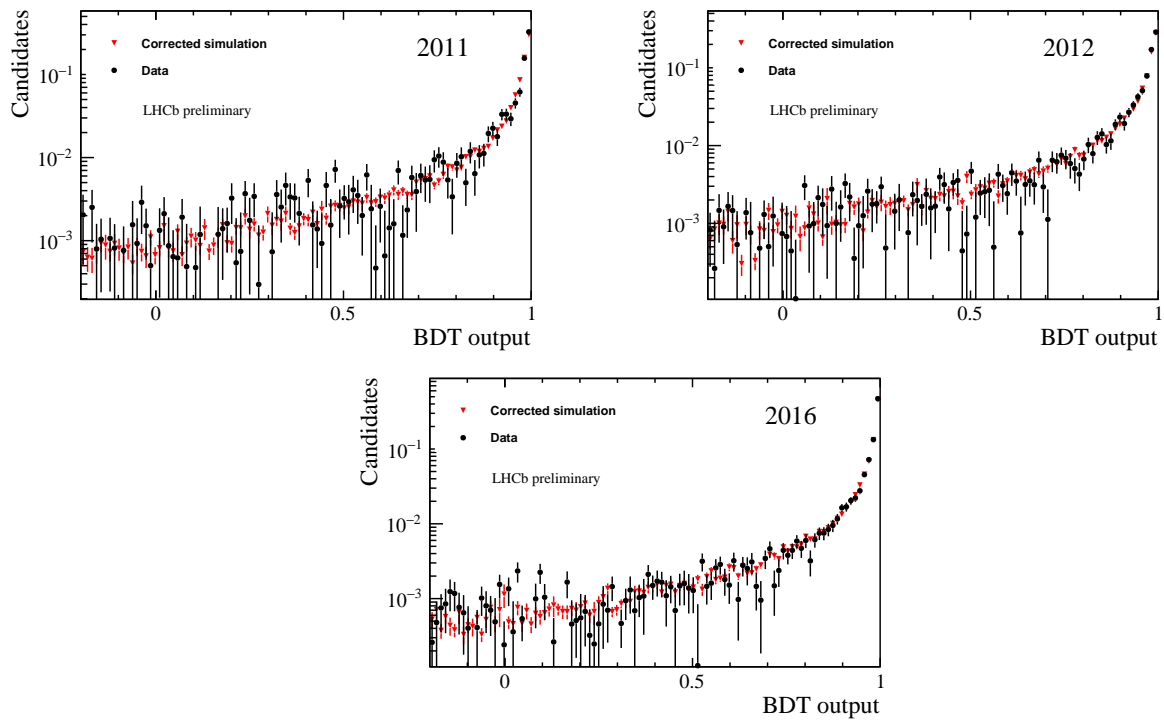 Candidates
10−1
10−2
10−3
Corrected simulation
Data
LHCb preliminary
2011
0 0.5 1
BDT output
Candidates
10−1
10−2
10−3
Corrected simulation
Data
LHCb preliminary
2012
0 0.5 1
BDT output
Candidates
10−1
10−2
10−3
Corrected simulation
Data
LHCb preliminary
2016
0 0.5 1
BDT output